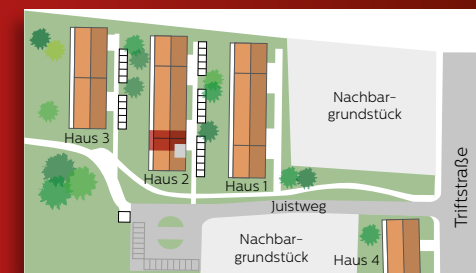 Nachbar-
grundstück
Haus 3
Haus 2
Haus 1
Triftstraße
Juistweg
Nachbar-
grundstück
Haus 4